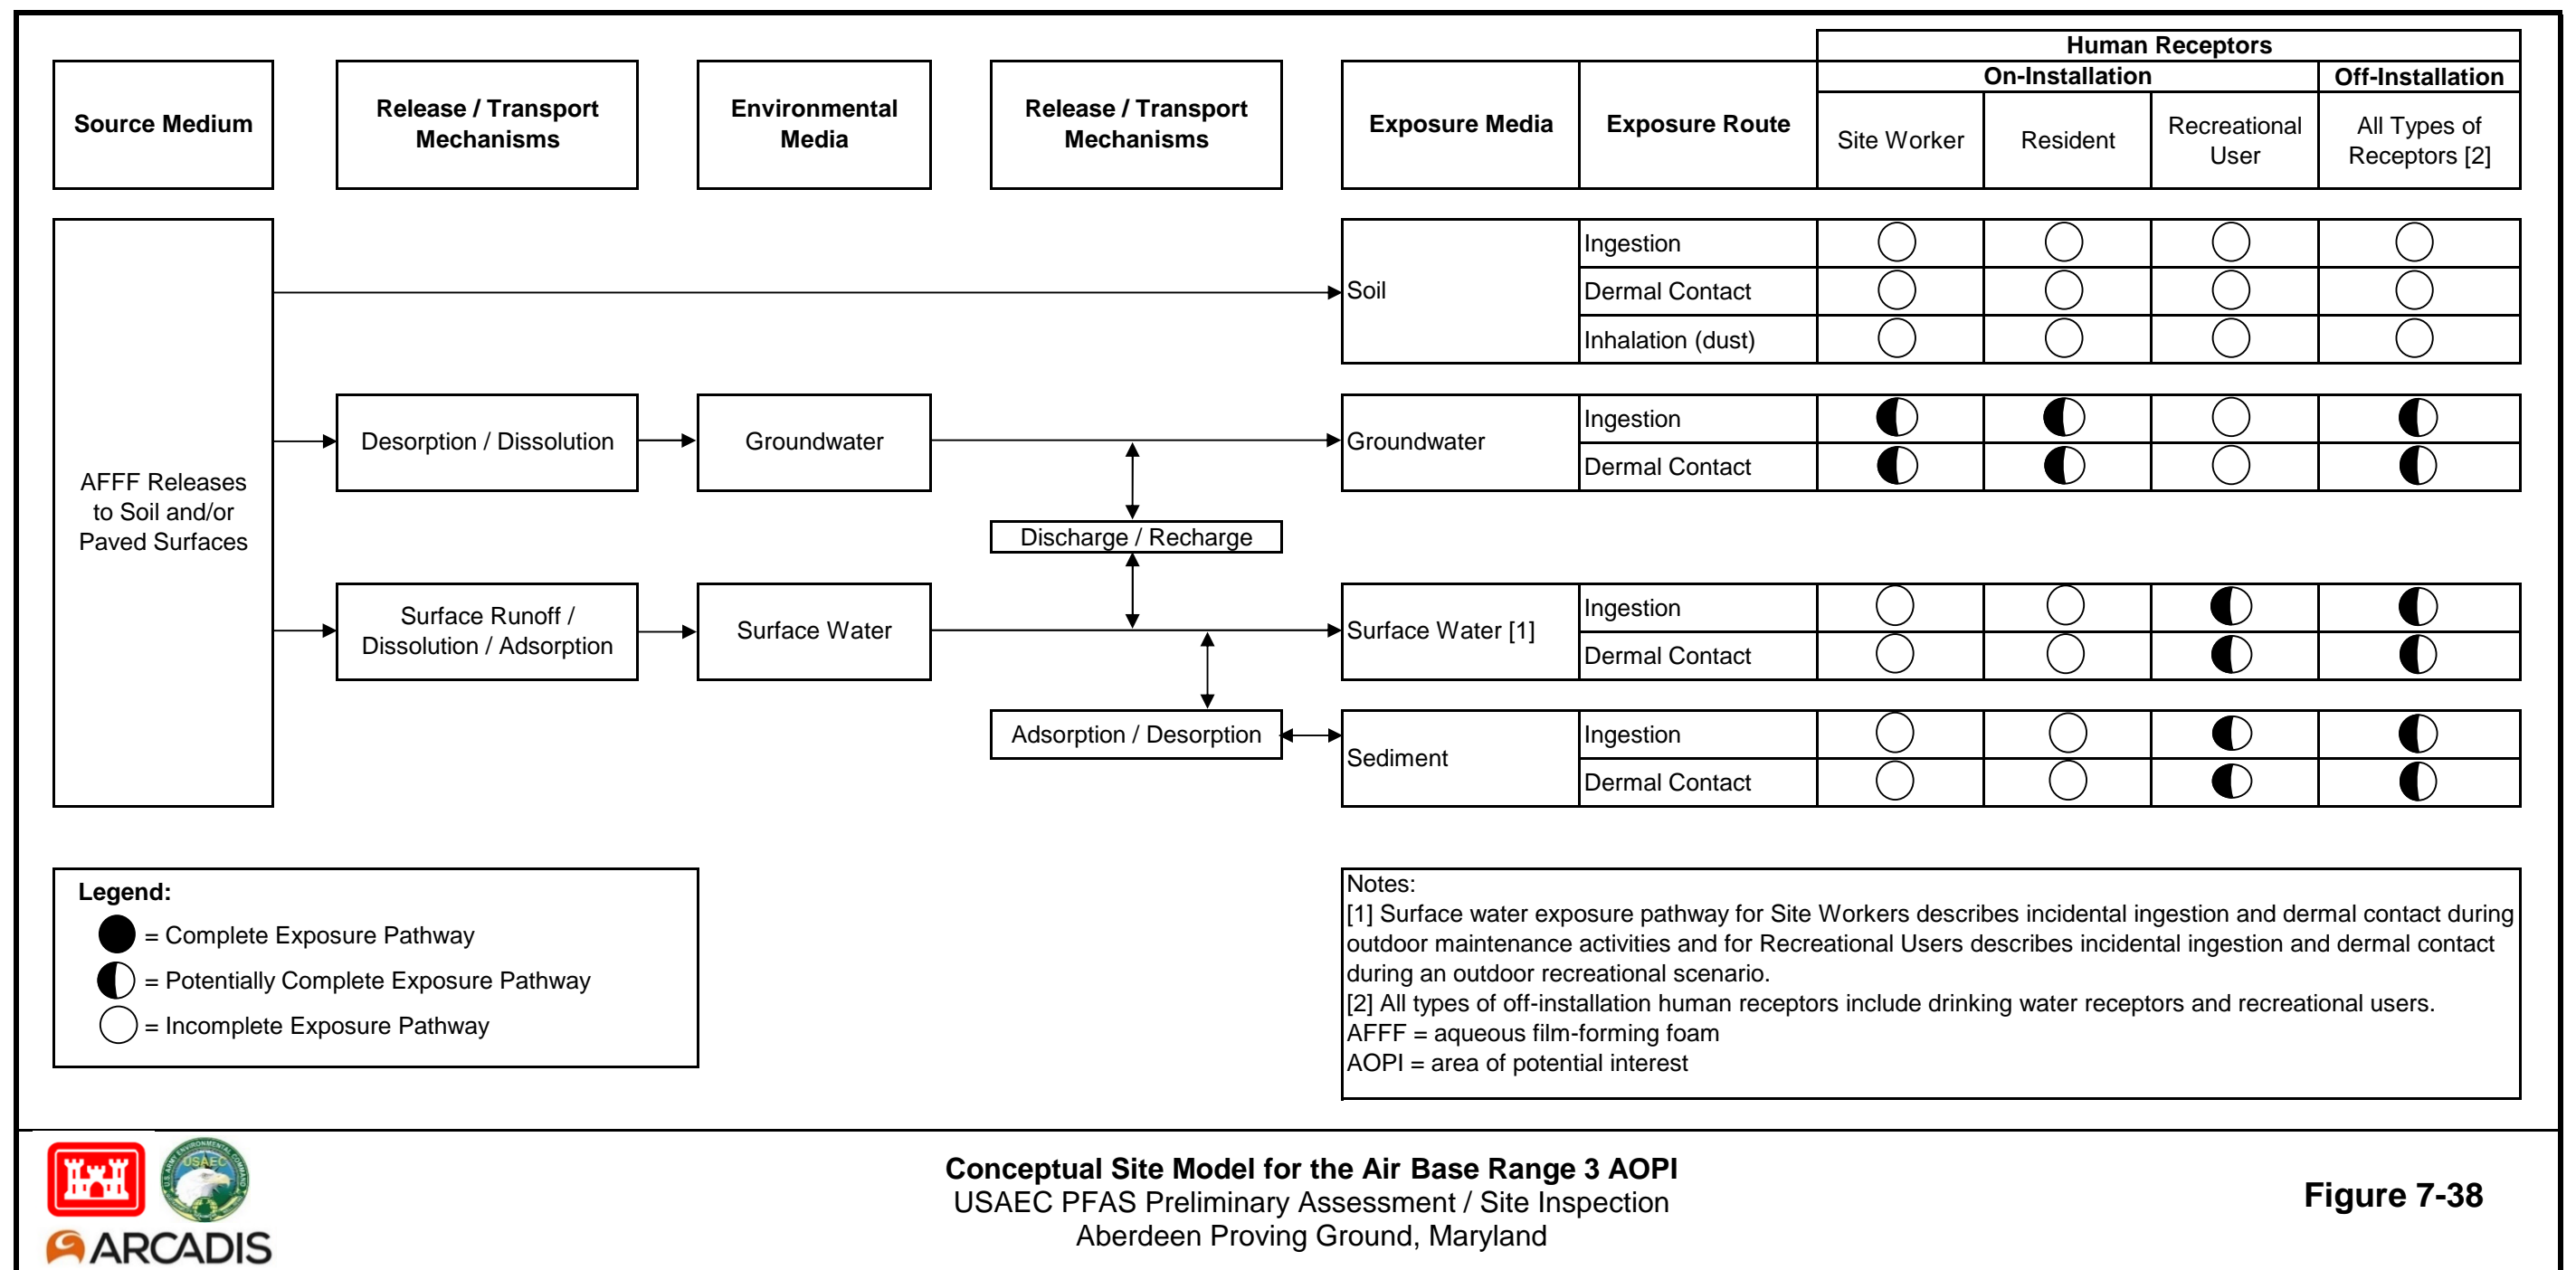 Human Receptors
On-Installation
Off-Installation
Source Medium
Release / Transport
Mechanisms
Environmental
Media
Release / Transport
Mechanisms
Exposure Media
Exposure Route
Site Worker
Resident
Recreational
User
All Types of
Receptors [2]
AFFF Releases
to Soil and/or
Paved Surfaces
Soil
Ingestion
Dermal Contact
Inhalation (dust)
Desorption / Dissolution
Groundwater
Groundwater
Ingestion
Dermal Contact
Discharge / Recharge
Surface Runoff /
Dissolution / Adsorption
Surface Water
Surface Water [1]
Ingestion
Dermal Contact
Adsorption / Desorption
Sediment
Ingestion
Dermal Contact
Legend:
= Complete Exposure Pathway
= Potentially Complete Exposure Pathway
= Incomplete Exposure Pathway
Notes:
[1] Surface water exposure pathway for Site Workers describes incidental ingestion and dermal contact during
outdoor maintenance activities and for Recreational Users describes incidental ingestion and dermal contact
during an outdoor recreational scenario.
[2] All types of off-installation human receptors include drinking water receptors and recreational users.
AFFF = aqueous film-forming foam
AOPI = area of potential interest
U.S. ARMY ENVIRONMENTAL COMMAND
USAEC
ARCADIS
Conceptual Site Model for the Air Base Range 3 AOPI
USAEC PFAS Preliminary Assessment / Site Inspection
Aberdeen Proving Ground, Maryland
Figure 7-38